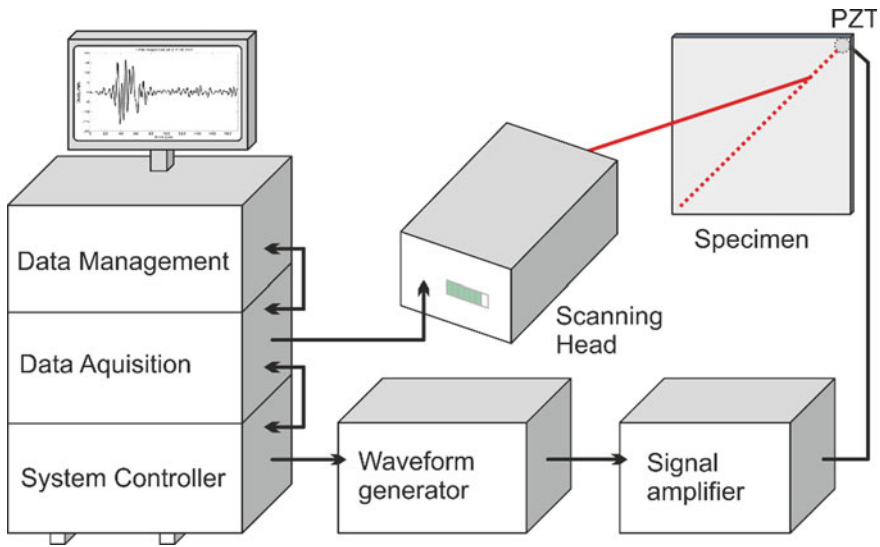 PZT
Data Management
Specimen
Scanning
Head
Data Aquisition
System Controller
Waveform
generator
Signal
amplifier